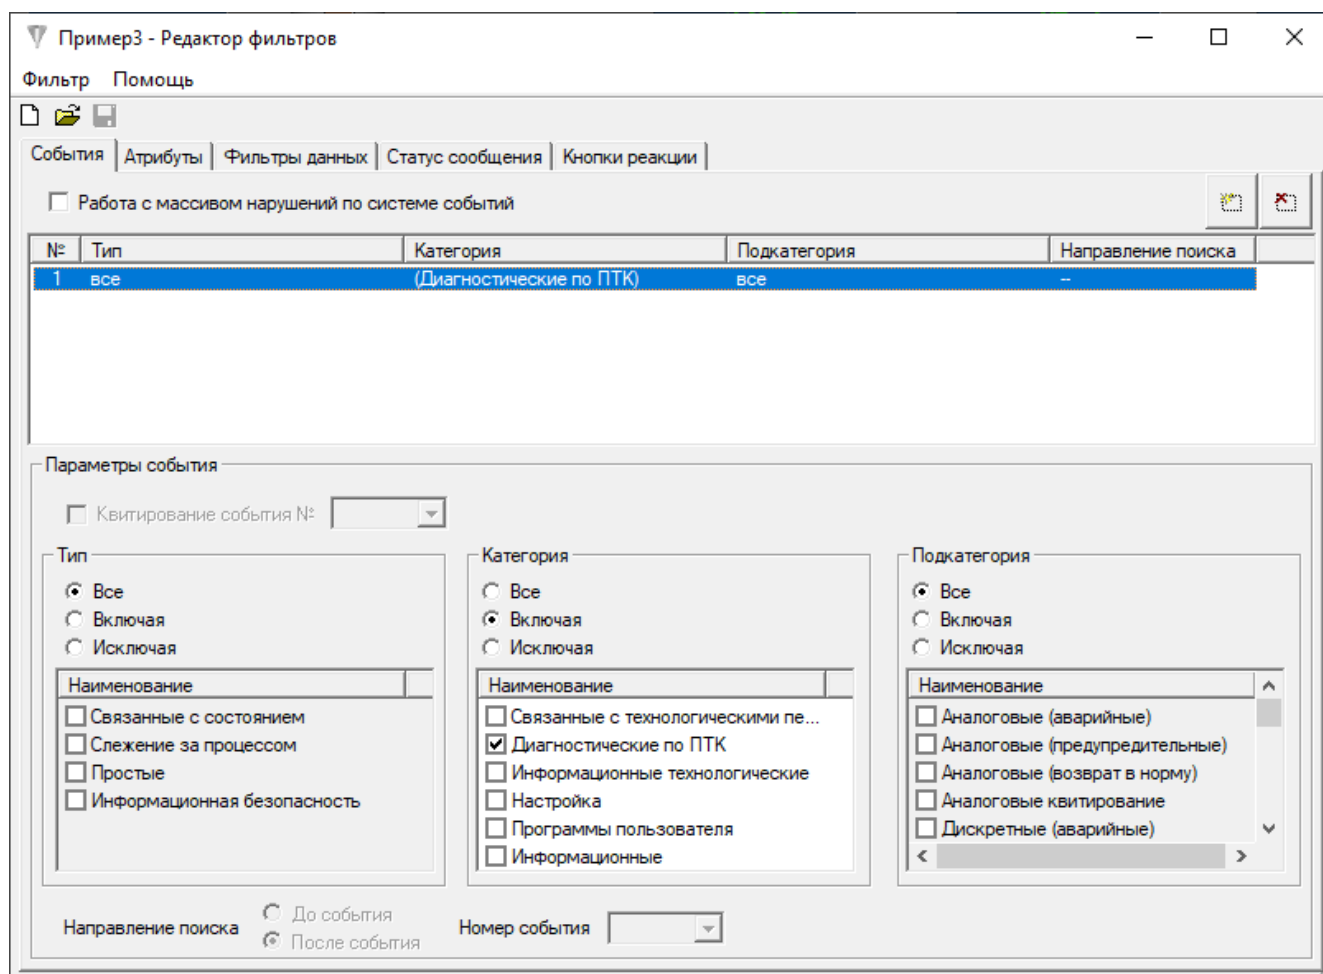 Пример3 - Редактор фильтров
Фильтр Помощь
События Атрибуты Фильтры данных Статус сообщения Кнопки реакции
Работа с массивом нарушений по системе событий
№ Тип Категория Подкатегория Направление поиска
1 все (Диагностические по ПТК) все --
Параметры события
Квитирование события №
Тип Категория Подкатегория
Все Все Все
Включая Включая Включая
Исключая Исключая Исключая
Наименование Наименование Наименование
Связанные с состоянием Связанные с технологическими пе... Аналоговые (аварийные)
Слежение за процессом Диагностические по ПТК Аналоговые (предупредительные)
Простые Информационные технологические Аналоговые (возврат в норму)
Информационная безопасность Настройка Аналоговые квитирование
Программы пользователя Дискретные (аварийные)
Информационные
До события
Направление поиска Номер события
После события